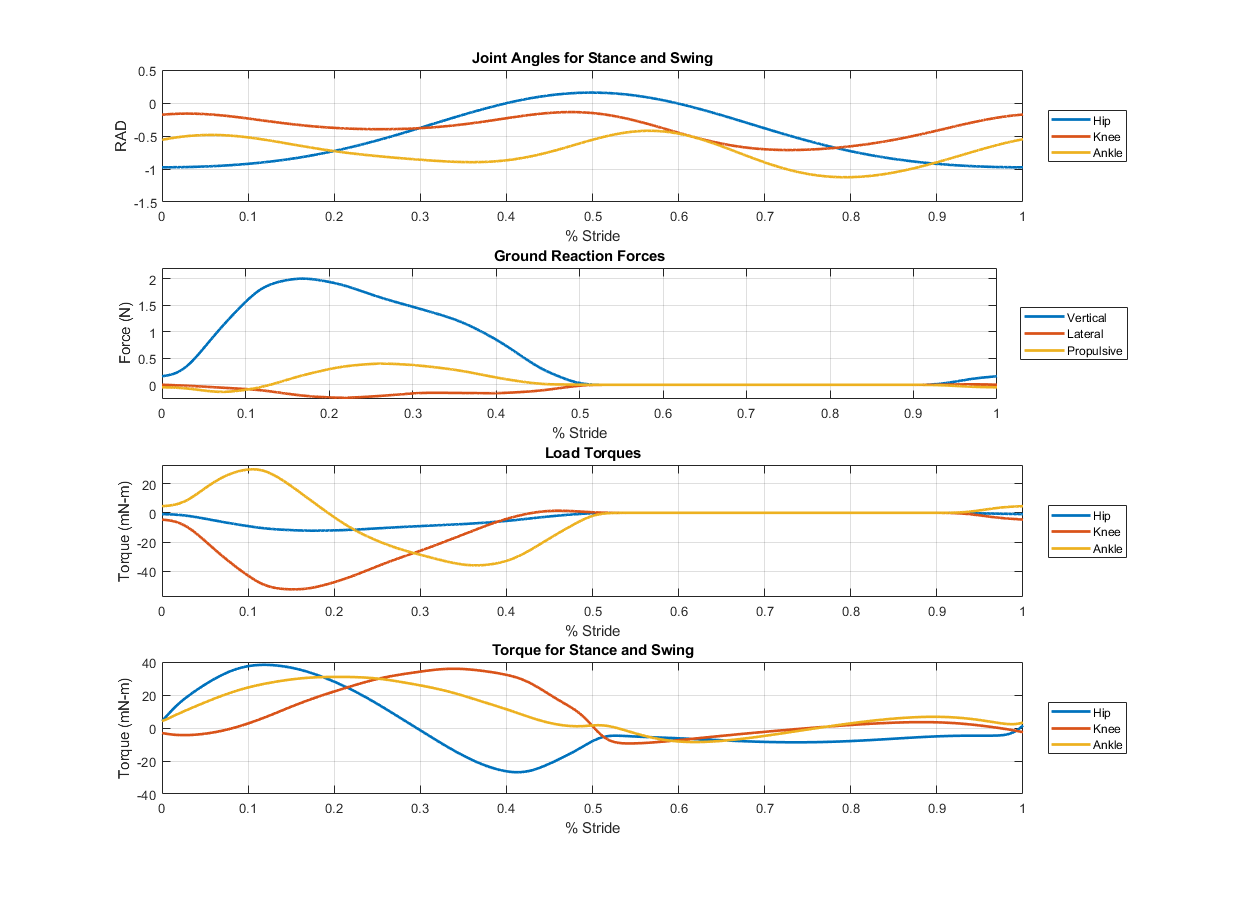 Joint Angles for Stance and Swing
0.5
0
-0.5
-1
-1.5
RAD
0 0.1 0.2 0.3 0.4 0.5 0.6 0.7 0.8 0.9 1
% Stride
Hip
Knee
Ankle
Ground Reaction Forces
2
1.5
1
0.5
0
Force (N)
0 0.1 0.2 0.3 0.4 0.5 0.6 0.7 0.8 0.9 1
% Stride
Vertical
Lateral
Propulsive
Load Torques
20
0
-20
-40
Torque (mN-m)
0 0.1 0.2 0.3 0.4 0.5 0.6 0.7 0.8 0.9 1
% Stride
Hip
Knee
Ankle
Torque for Stance and Swing
40
20
0
-20
-40
Torque (mN-m)
0 0.1 0.2 0.3 0.4 0.5 0.6 0.7 0.8 0.9 1
% Stride
Hip
Knee
Ankle